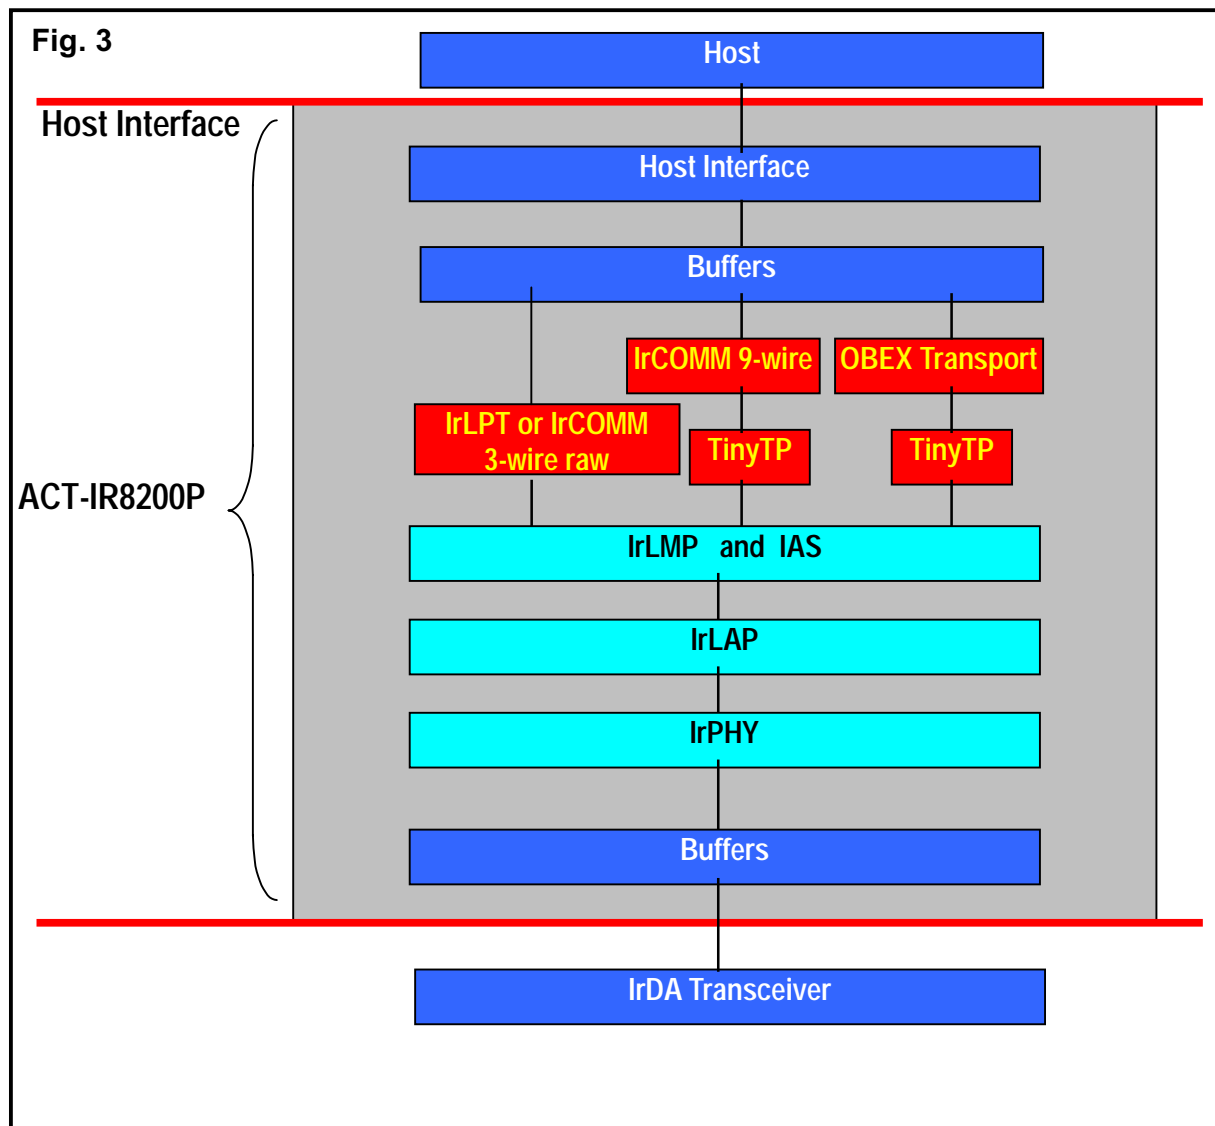 Fig. 3
Host
Host Interface
Host Interface
Buffers
IrCOMM 9-wire
OBEX Transport
IrLPT or IrCOMM
3-wire raw
TinyTP
TinyTP
ACT-IR8200P
IrLMP and IAS
IrLAP
IrPHY
Buffers
IrDA Transceiver